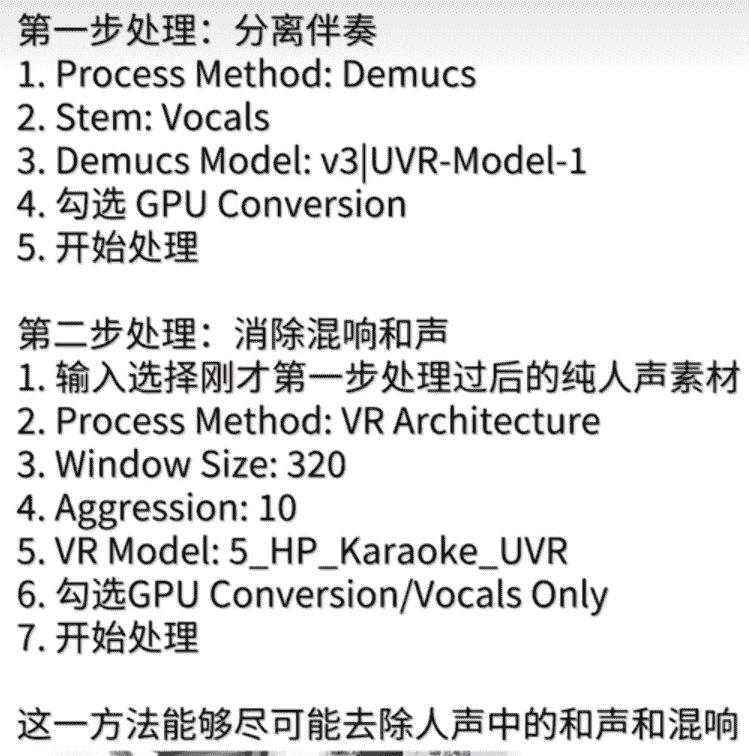 第一步处理：分离伴奏
1. Process Method: Demucs
2. Stem: Vocals
3. Demucs Model: v3|UVR-Model-1
4. 勾选 GPU Conversion
5. 开始处理
第二步处理：消除混响和声
1. 输入选择刚才第一步处理过后的纯人声素材
2. Process Method: VR Architecture
3. Window Size: 320
4. Aggression: 10
5. VR Model: 5_HP_Karaoke_UVR
6. 勾选GPU Conversion/Vocals Only
7. 开始处理
这一方法能够尽可能去除人声中的和声和混响